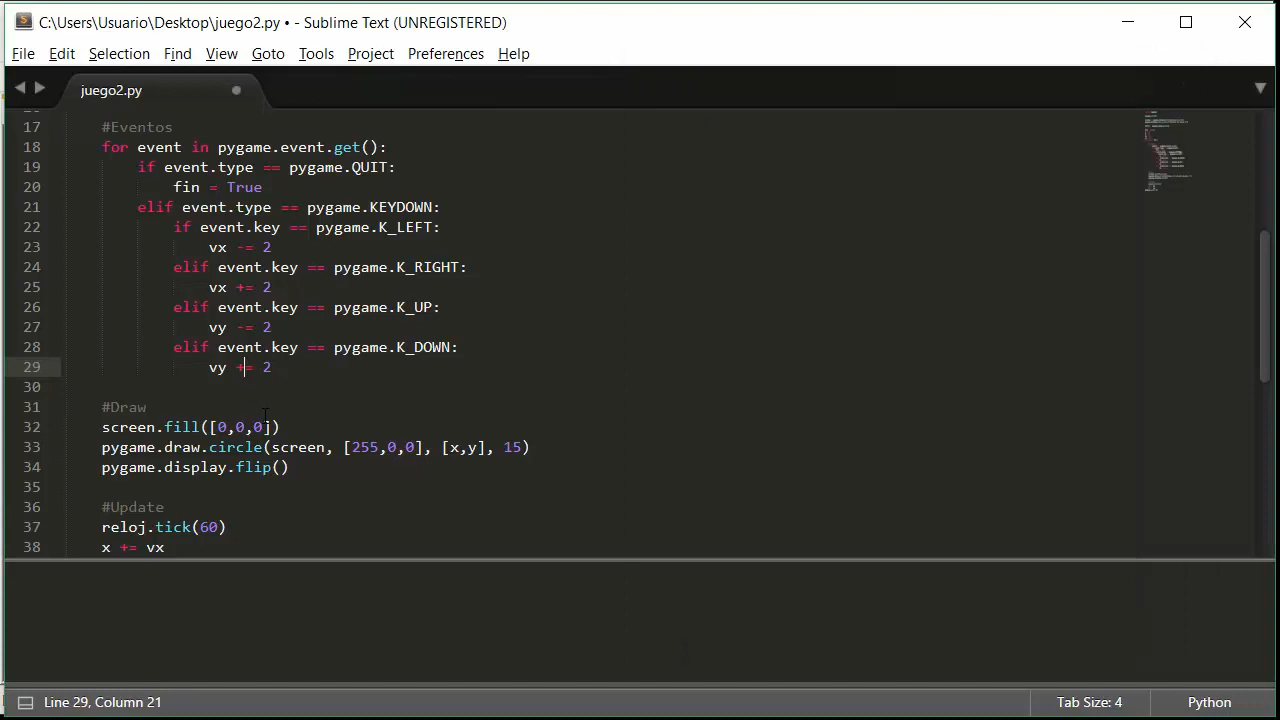 C:\Users\Usuario\Desktop\juego2.py • - Sublime Text (UNREGISTERED)
File Edit Selection Find View Goto Tools Project Preferences Help
juego2.py
17 #Eventos
18 for event in pygame.event.get():
19 if event.type == pygame.QUIT:
20 fin = True
21 elif event.type == pygame.KEYDOWN:
22 if event.key == pygame.K_LEFT:
23 vx -= 2
24 elif event.key == pygame.K_RIGHT:
25 vx += 2
26 elif event.key == pygame.K_UP:
27 vy -= 2
28 elif event.key == pygame.K_DOWN:
29 vy += 2
30
31 #Draw
32 screen.fill([0,0,0])
33 pygame.draw.circle(screen, [255,0,0], [x,y], 15)
34 pygame.display.flip()
35
36 #Update
37 reloj.tick(60)
38 x += vx
Line 29, Column 21 Tab Size: 4 Python